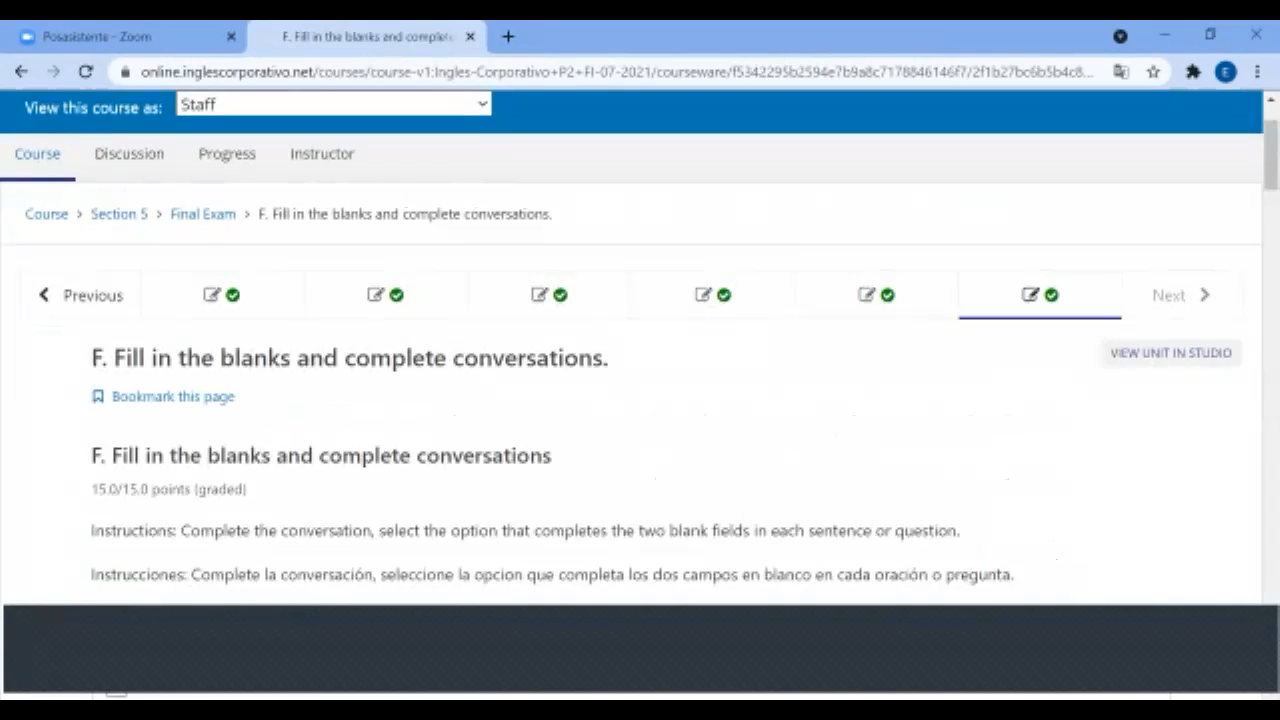 Posasistente - Zoom
F. Fill in the blanks and complete
online.inglescorporativo.net/courses/course-v1:Ingles-Corporativo+P2+FI-07-2021/courseware/f5342295b2594e7b9a8c7178846146f7/2f1b27bc6b5b4c8...
E
View this course as: Staff
Course Discussion Progress Instructor
Course > Section 5 > Final Exam > F. Fill in the blanks and complete conversations.
Previous Next
F. Fill in the blanks and complete conversations.
VIEW UNIT IN STUDIO
Bookmark this page
F. Fill in the blanks and complete conversations
15.0/15.0 points (graded)
Instructions: Complete the conversation, select the option that completes the two blank fields in each sentence or question.
Instrucciones: Complete la conversación, seleccione la opcion que completa los dos campos en blanco en cada oración o pregunta.